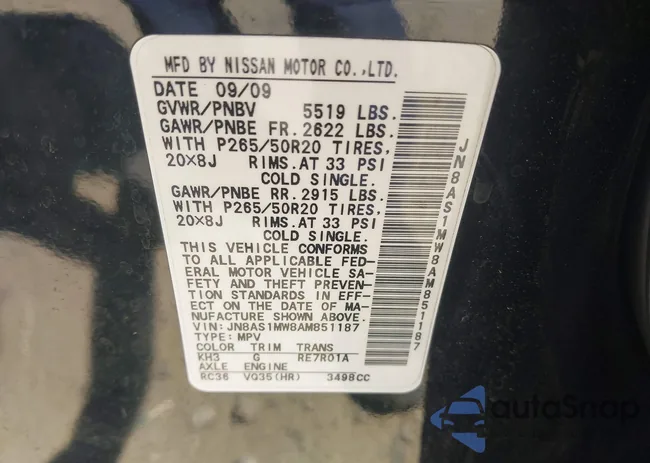 MFD BY NISSAN MOTOR CO.,LTD.
DATE 09/09
GVWR/PNBV 5519 LBS.
GAWR/PNBE FR. 2622 LBS.
WITH P265/50R20 TIRES.
20×8J RIMS.AT 33 PSI
COLD SINGLE.
GAWR/PNBE RR. 2915 LBS.
WITH P265/50R20 TIRES.
20×8J RIMS.AT 33 PSI
COLD SINGLE.
THIS VEHICLE CONFORMS
TO ALL APPLICABLE FED-
ERAL MOTOR VEHICLE SA-
FETY AND THEFT PREVEN-
TION STANDARDS IN EFF-
ECT ON THE DATE OF MA-
NUFACTURE SHOWN ABOVE.
VIN: JN8AS1MW8AM851187
TYPE: MPV
COLOR TRIM TRANS
KH3 G RE7R01A
AXLE ENGINE
RC36 VQ35(HR) 3498CC
JN8AS1MW8AM851187
autoSnap